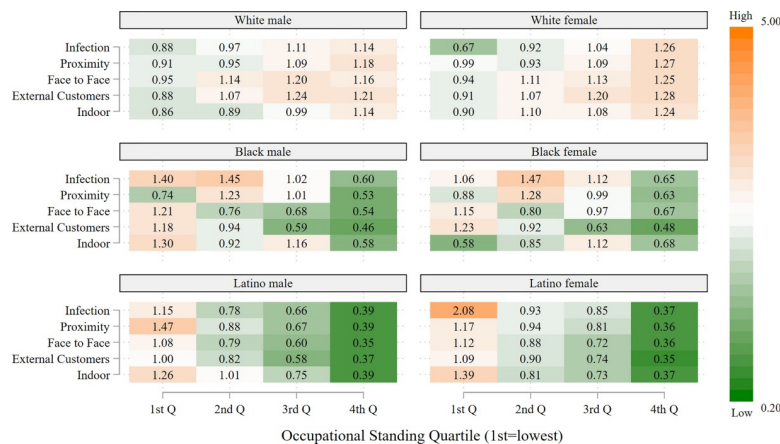 White male
White female
High
5.00
Infection 0.88 0.97 1.11 1.14 0.67 0.92 1.04 1.26
Proximity 0.91 0.95 1.09 1.18 0.99 0.93 1.09 1.27
Face to Face 0.95 1.14 1.20 1.16 0.94 1.11 1.13 1.25
External Customers 0.88 1.07 1.24 1.21 0.91 1.07 1.20 1.28
Indoor 0.86 0.89 0.99 1.14 0.90 1.10 1.08 1.24
Black male
Black female
Infection 1.40 1.45 1.02 0.60 1.06 1.47 1.12 0.65
Proximity 0.74 1.23 1.01 0.53 0.88 1.28 0.99 0.63
Face to Face 1.21 0.76 0.68 0.54 1.15 0.80 0.97 0.67
External Customers 1.18 0.94 0.59 0.46 1.23 0.92 0.63 0.48
Indoor 1.30 0.92 1.16 0.58 0.58 0.85 1.12 0.68
Latino male
Latino female
Infection 1.15 0.78 0.66 0.39 2.08 0.93 0.85 0.37
Proximity 1.47 0.88 0.67 0.39 1.17 0.94 0.81 0.36
Face to Face 1.08 0.79 0.60 0.35 1.12 0.88 0.72 0.36
External Customers 1.00 0.82 0.58 0.37 1.09 0.90 0.74 0.35
Indoor 1.26 1.01 0.75 0.39 1.39 0.81 0.73 0.37
Low
0.20
1st Q 2nd Q 3rd Q 4th Q 1st Q 2nd Q 3rd Q 4th Q
Occupational Standing Quartile (1st=lowest)